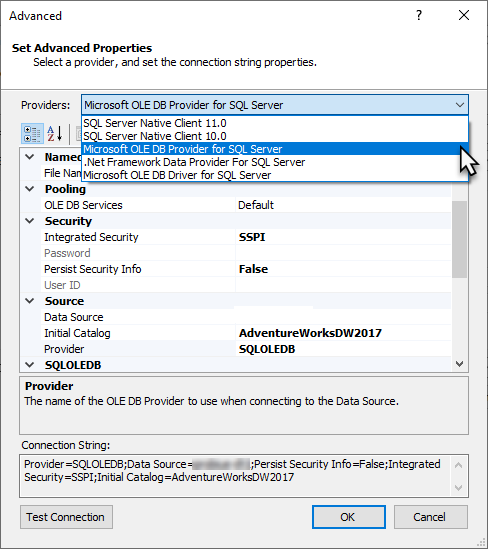 Advanced
Set Advanced Properties
Select a provider, and set the connection string properties.
Providers: Microsoft OLE DB Provider for SQL Server
SQL Server Native Client 11.0
SQL Server Native Client 10.0
Microsoft OLE DB Provider for SQL Server
.Net Framework Data Provider For SQL Server
Microsoft OLE DB Driver for SQL Server
Named
File Nam
Pooling
OLE DB Services Default
Security
Integrated Security SSPI
Password
Persist Security Info False
User ID
Source
Data Source
Initial Catalog AdventureWorksDW2017
Provider SQLOLEDB
SQLOLEDB
Provider
The name of the OLE DB Provider to use when connecting to the Data Source.
Connection String:
Provider=SQLOLEDB;Data Source= ;Persist Security Info=False;Integrated
Security=SSPI;Initial Catalog=AdventureWorksDW2017
Test Connection OK Cancel